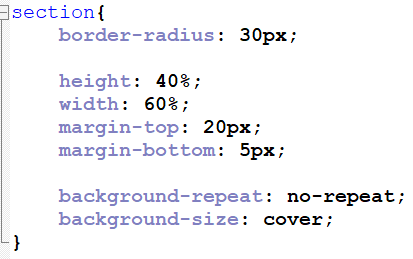 section{
border-radius: 30px;
height: 40%;
width: 60%;
margin-top: 20px;
margin-bottom: 5px;
background-repeat: no-repeat;
background-size: cover;
}